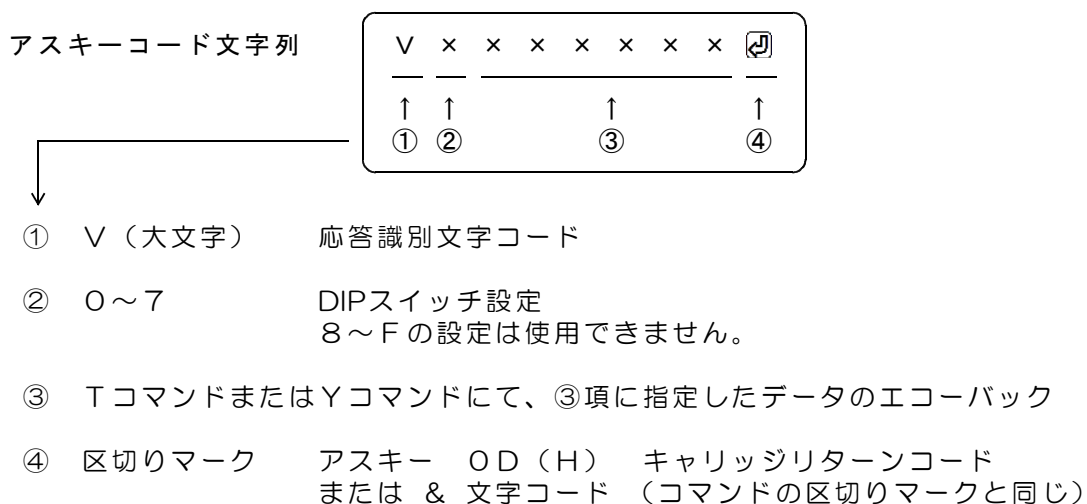 アスキーコード文字列
V × × × × × × × ⏎
↑ ↑ ↑ ↑
① ② ③ ④
① V（大文字） 応答識別文字コード
② 0～7 DIPスイッチ設定
8～Fの設定は使用できません。
③ TコマンドまたはYコマンドにて、③項に指定したデータのエコーバック
④ 区切りマーク アスキー 0D（H） キャリッジリターンコード
または & 文字コード （コマンドの区切りマークと同じ）